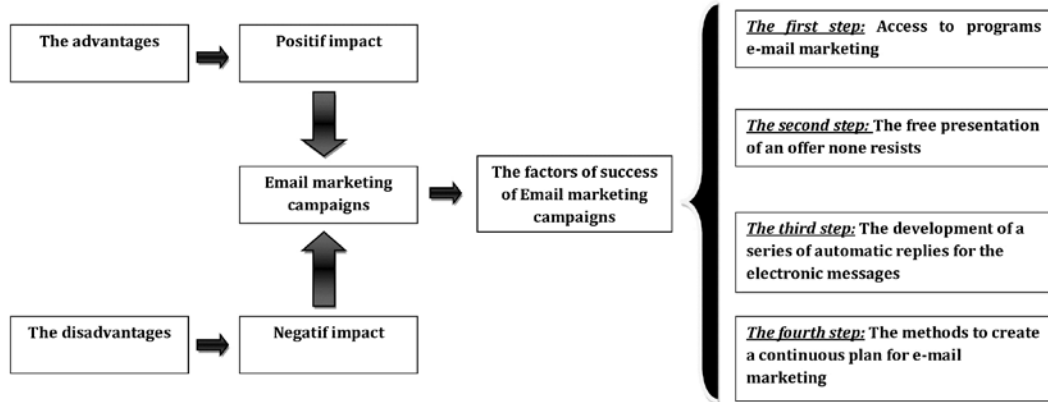 The advantages
Positif impact
Email marketing
campaigns
The disadvantages
Negatif impact
The factors of success
of Email marketing
campaigns
The first step: Access to programs
e-mail marketing
The second step: The free presentation
of an offer none resists
The third step: The development of a
series of automatic replies for the
electronic messages
The fourth step: The methods to create
a continuous plan for e-mail
marketing